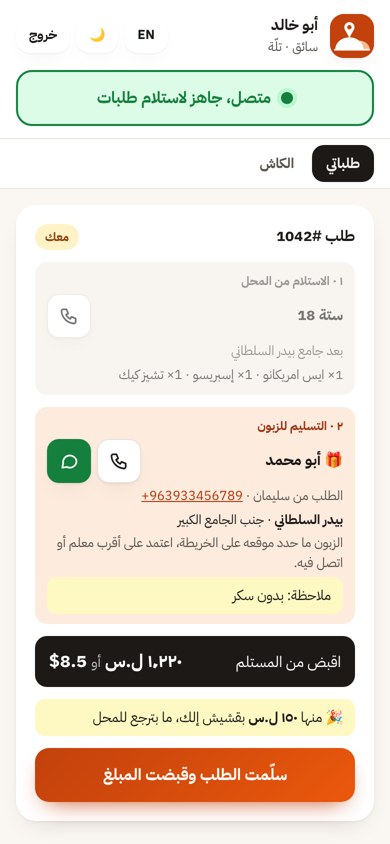 أبو خالد
سائق · تلّة
EN
خروج
متصل، جاهز لاستلام طلبات
طلباتي
الكاش
طلب #1042
معك
١ · الاستلام من المحل
ستة 18
بعد جامع بيدر السلطاني
1× ايس امريكانو · 1× إسبريسو · 1× تشيز كيك
٢ · التسليم للزبون
🎁 أبو محمد
الطلب من سليمان · +963933456789
بيدر السلطاني · جنب الجامع الكبير
الزبون ما حدد موقعه على الخريطة، اعتمد على أقرب معلم أو
اتصل فيه.
ملاحظة: بدون سكر
اقبض من المستلم
١٬٢٢٠ ل.س أو $8.5
🎉 منها ١٥٠ ل.س بقشيش إلك، ما بترجع للمحل
سلّمت الطلب وقبضت المبلغ